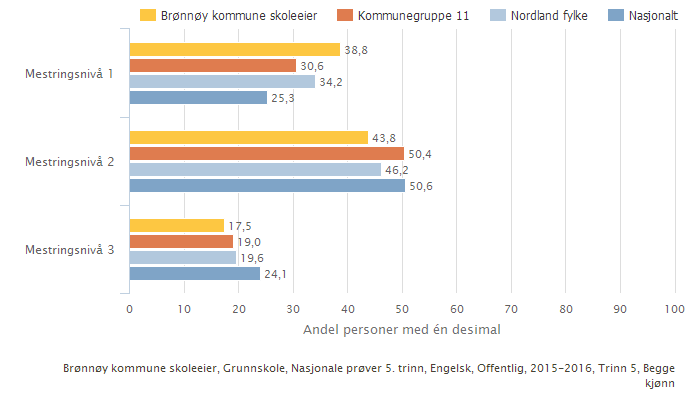 Brønnøy kommune skoleeier Kommunegruppe 11 Nordland fylke Nasjonalt
Mestringsnivå 1
38,8
30,6
34,2
25,3
Mestringsnivå 2
43,8
50,4
46,2
50,6
Mestringsnivå 3
17,5
19,0
19,6
24,1
0 10 20 30 40 50 60 70 80 90 100
Andel personer med én desimal
Brønnøy kommune skoleeier, Grunnskole, Nasjonale prøver 5. trinn, Engelsk, Offentlig, 2015-2016, Trinn 5, Begge
kjønn